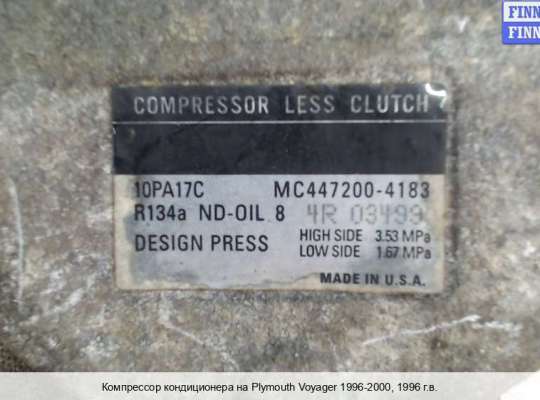 FINN
FINN
COMPRESSOR LESS CLUTCH
10PA17C MC447200-4183
R134a ND-OIL 8 4R 03499
DESIGN PRESS HIGH SIDE 3.53 MPa
LOW SIDE 1.67 MPa
MADE IN U.S.A.
Компрессор кондиционера на Plymouth Voyager 1996-2000, 1996 г.в.